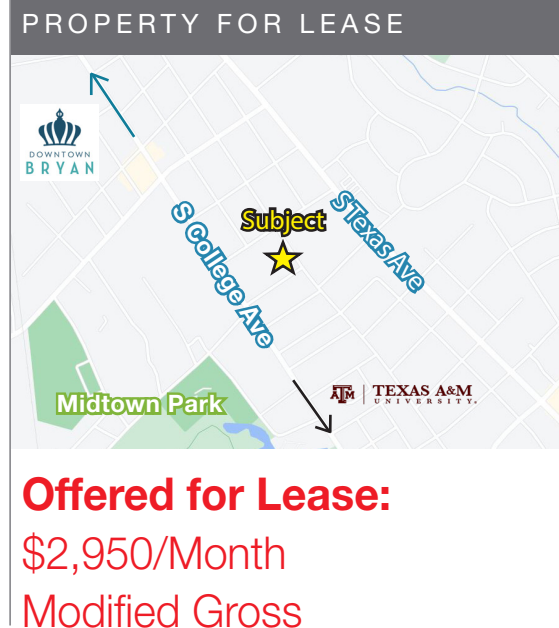 PROPERTY FOR LEASE
DOWNTOWN
BRYAN
S College Ave
Subject
S Texas Ave
Midtown Park
ATM | TEXAS A&M
UNIVERSITY.
Offered for Lease:
$2,950/Month
Modified Gross